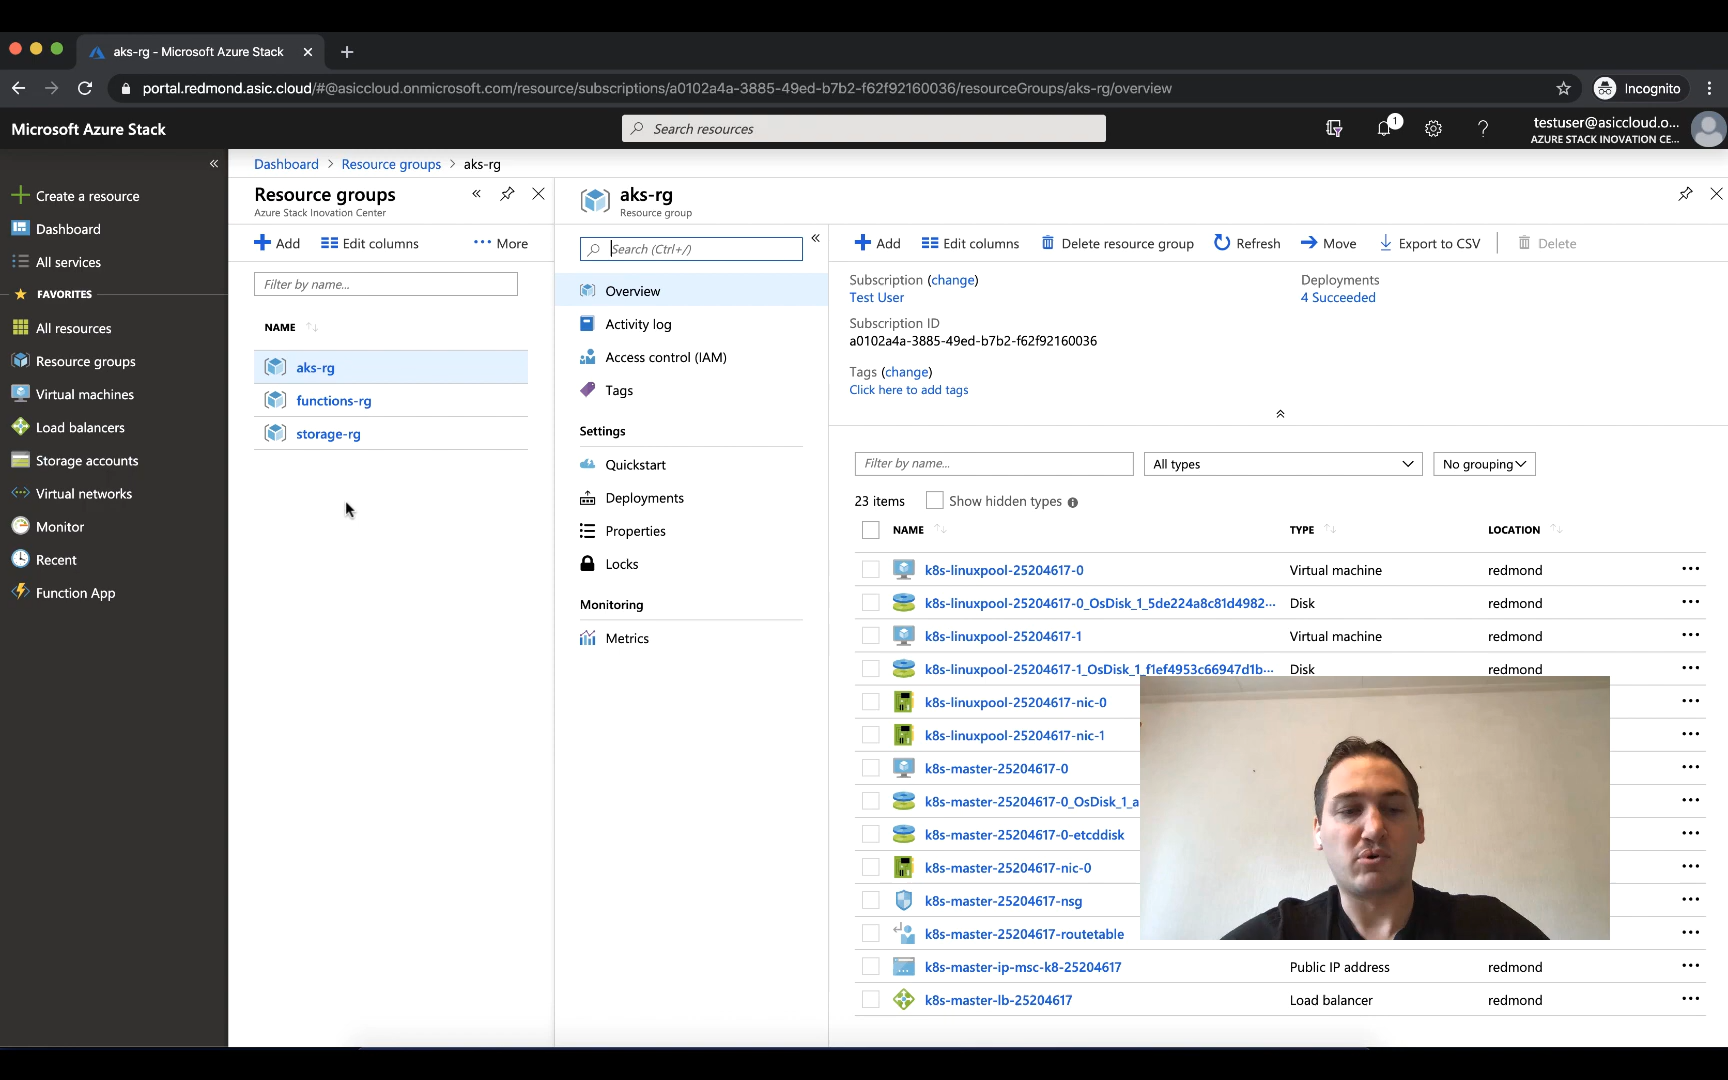 aks-rg - Microsoft Azure Stack
portal.redmond.asic.cloud/#@asiccloud.onmicrosoft.com/resource/subscriptions/a0102a4a-3885-49ed-b7b2-f62f92160036/resourceGroups/aks-rg/overview
Incognito
Microsoft Azure Stack
Search resources
1
testuser@asiccloud.o...
AZURE STACK INOVATION CE...
Create a resource
Dashboard
All services
FAVORITES
All resources
Resource groups
Virtual machines
Load balancers
Storage accounts
Virtual networks
Monitor
Recent
Function App
Dashboard > Resource groups > aks-rg
Resource groups
Azure Stack Inovation Center
Add
Edit columns
More
Filter by name...
NAME
aks-rg
functions-rg
storage-rg
aks-rg
Resource group
Search (Ctrl+/)
Overview
Activity log
Access control (IAM)
Tags
Settings
Quickstart
Deployments
Properties
Locks
Monitoring
Metrics
Add
Edit columns
Delete resource group
Refresh
Move
Export to CSV
Delete
Subscription (change)
Test User
Subscription ID
a0102a4a-3885-49ed-b7b2-f62f92160036
Tags (change)
Click here to add tags
Deployments
4 Succeeded
Filter by name...
All types
No grouping
23 items
Show hidden types
NAME TYPE LOCATION
k8s-linuxpool-25204617-0 Virtual machine redmond
k8s-linuxpool-25204617-0_OsDisk_1_5de224a8c81d4982... Disk redmond
k8s-linuxpool-25204617-1 Virtual machine redmond
k8s-linuxpool-25204617-1_OsDisk_1_f1ef4953c66947d1b... Disk redmond
k8s-linuxpool-25204617-nic-0
k8s-linuxpool-25204617-nic-1
k8s-master-25204617-0
k8s-master-25204617-0_OsDisk_1_a
k8s-master-25204617-0-etcddisk
k8s-master-25204617-nic-0
k8s-master-25204617-nsg
k8s-master-25204617-routetable
k8s-master-ip-msc-k8-25204617 Public IP address redmond
k8s-master-lb-25204617 Load balancer redmond